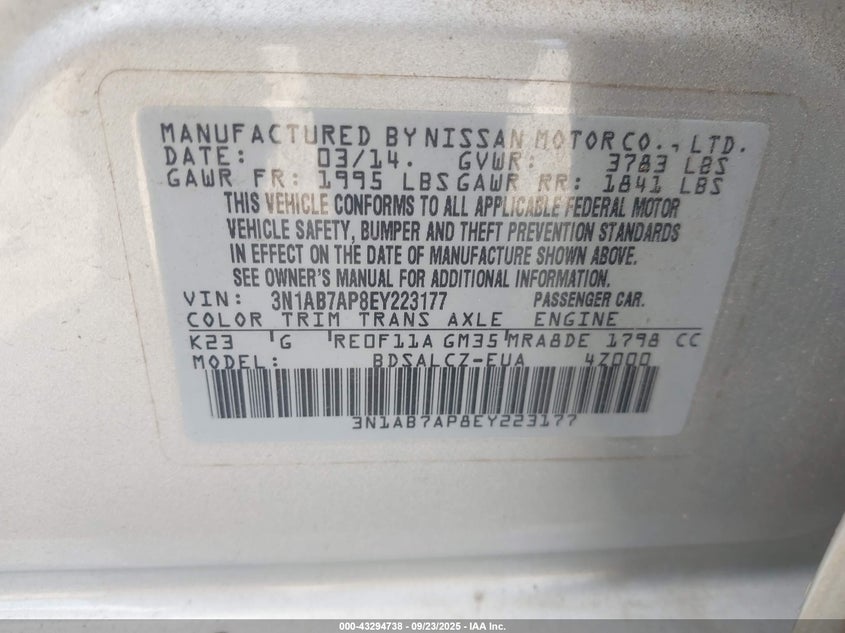 MANUFACTURED BY NISSAN MOTOR CO., LTD.
DATE: 03/14. GVWR: 3783 LBS
GAWR FR: 1995 LBS GAWR RR: 1841 LBS
THIS VEHICLE CONFORMS TO ALL APPLICABLE FEDERAL MOTOR
VEHICLE SAFETY, BUMPER AND THEFT PREVENTION STANDARDS
IN EFFECT ON THE DATE OF MANUFACTURE SHOWN ABOVE.
SEE OWNER'S MANUAL FOR ADDITIONAL INFORMATION.
VIN: 3N1AB7AP8EY223177 PASSENGER CAR.
COLOR TRIM TRANS AXLE ENGINE
K23 G RE0F11A GM35 MRA8DE 1798 CC
MODEL: BDSALCZ-EUA 4Z000
3N1AB7AP8EY223177
000-43294738 - 09/23/2025 - IAA Inc.